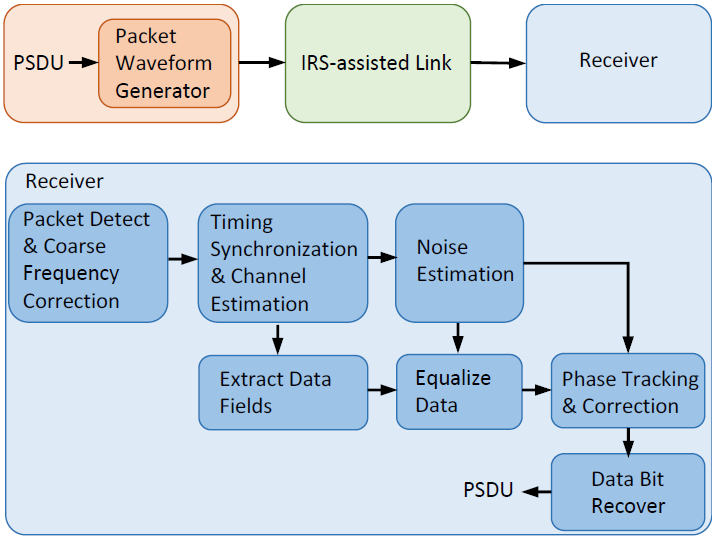 PSDU
Packet
Waveform
Generator
IRS-assisted Link
Receiver
Receiver
Packet Detect
& Coarse
Frequency
Correction
Timing
Synchronization
& Channel
Estimation
Noise
Estimation
Extract Data
Fields
Equalize
Data
Phase Tracking
& Correction
Data Bit
Recover
PSDU